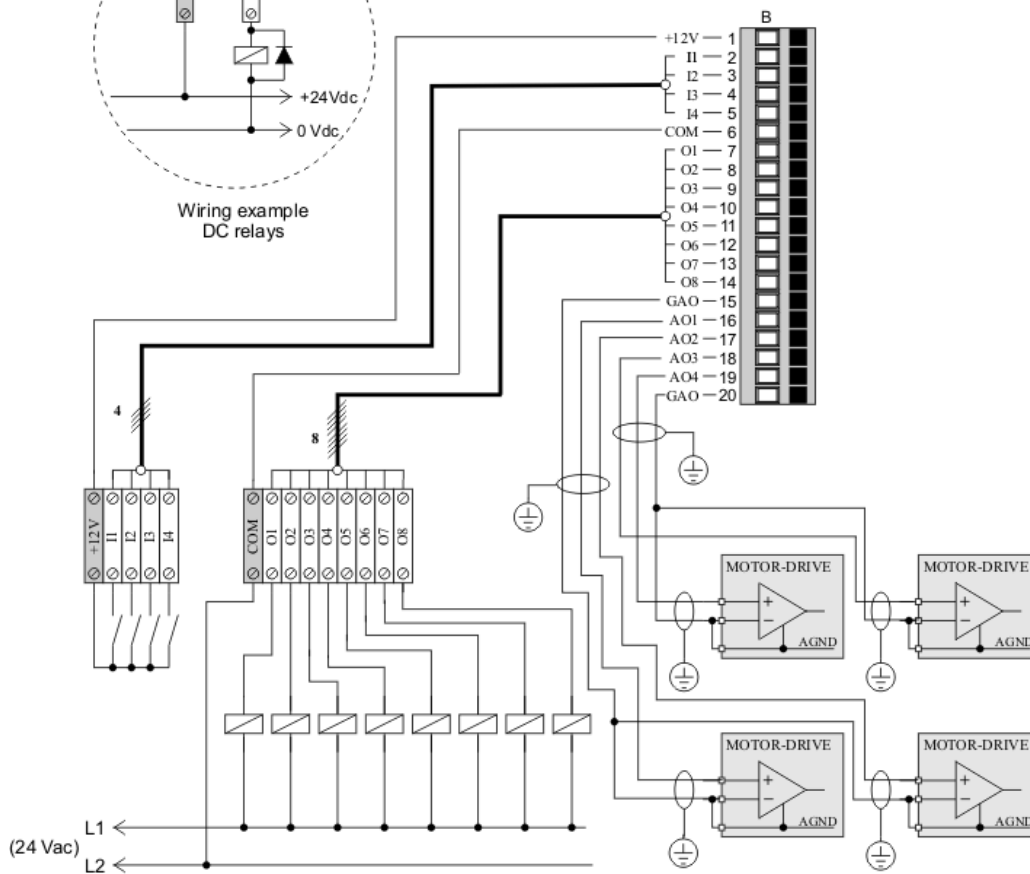 +24Vdc
0 Vdc
Wiring example
DC relays
B
+12V 1
I1 2
I2 3
I3 4
I4 5
COM 6
O1 7
O2 8
O3 9
O4 10
O5 11
O6 12
O7 13
O8 14
GAO 15
AO1 16
AO2 17
AO3 18
AO4 19
GAO 20
4
8
+12V
I1
I2
I3
I4
COM
O1
O2
O3
O4
O5
O6
O7
O8
MOTOR-DRIVE
+
−
AGND
MOTOR-DRIVE
+
−
AGND
MOTOR-DRIVE
+
−
AGND
MOTOR-DRIVE
+
−
AGND
L1
(24 Vac)
L2